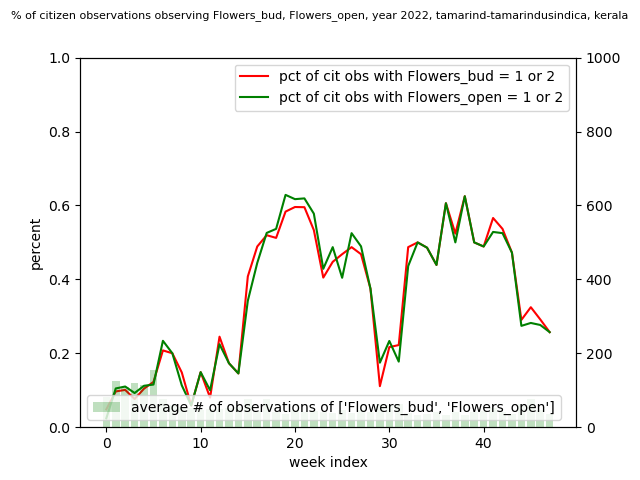 % of citizen observations observing Flowers_bud, Flowers_open, year 2022, tamarind-tamarindusindica, kerala
1.0
0.8
0.6
0.4
0.2
0.0
percent
pct of cit obs with Flowers_bud = 1 or 2
pct of cit obs with Flowers_open = 1 or 2
1000
800
600
400
200
0
average # of observations of ['Flowers_bud', 'Flowers_open']
0 10 20 30 40
week index